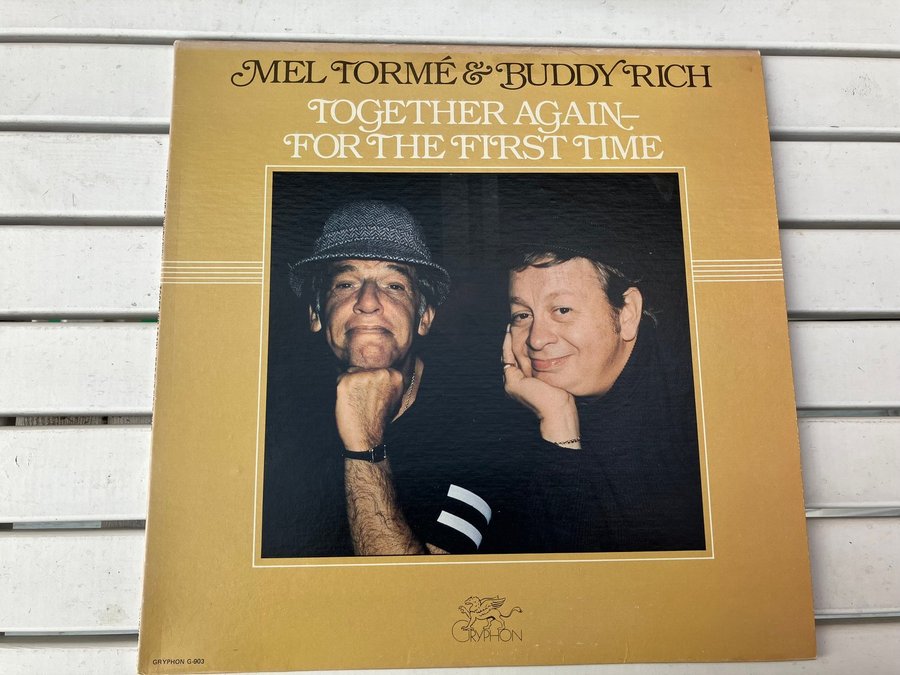 MEL TORMÉ & BUDDY RICH
TOGETHER AGAIN–
FOR THE FIRST TIME
GRYPHON
GRYPHON G-903